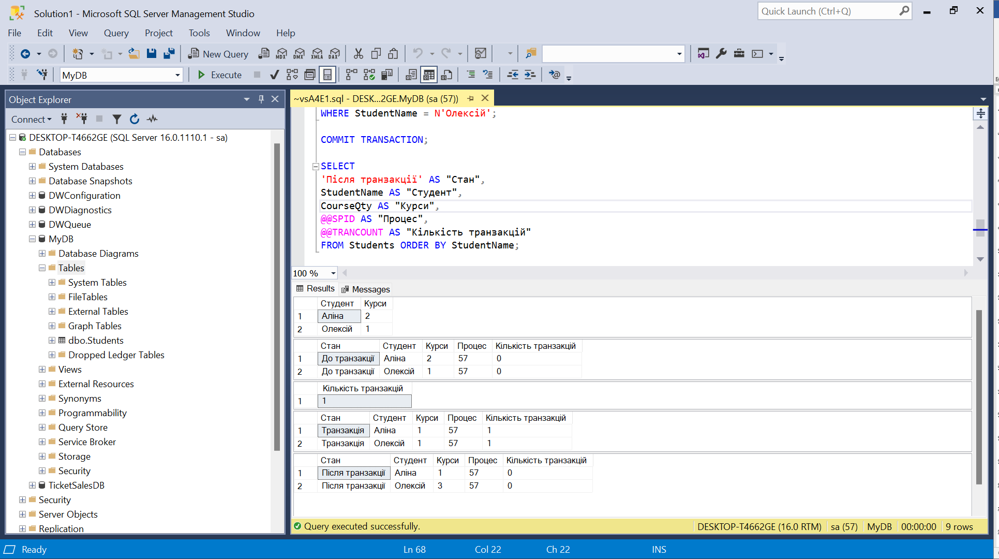 Solution1 - Microsoft SQL Server Management Studio
Quick Launch (Ctrl+Q)
File Edit View Query Project Tools Window Help
New Query MDX DMX XMLA DAX
MyDB Execute
Object Explorer
Connect
DESKTOP-T4662GE (SQL Server 16.0.1110.1 - sa)
Databases
System Databases
Database Snapshots
DWConfiguration
DWDiagnostics
DWQueue
MyDB
Database Diagrams
Tables
System Tables
FileTables
External Tables
Graph Tables
dbo.Students
Dropped Ledger Tables
Views
External Resources
Synonyms
Programmability
Query Store
Service Broker
Storage
Security
TicketSalesDB
Security
Server Objects
Replication
~vsA4E1.sql - DESK...2GE.MyDB (sa (57))
WHERE StudentName = N'Олексій';
COMMIT TRANSACTION;
SELECT
'Після транзакції' AS "Стан",
StudentName AS "Студент",
CourseQty AS "Курси",
@@SPID AS "Процес",
@@TRANCOUNT AS "Кількість транзакцій"
FROM Students ORDER BY StudentName;
100 %
Results Messages
Студент Курси
1 Аліна 2
2 Олексій 1
Стан Студент Курси Процес Кількість транзакцій
1 До транзакції Аліна 2 57 0
2 До транзакції Олексій 1 57 0
Кількість транзакцій
1 1
Стан Студент Курси Процес Кількість транзакцій
1 Транзакція Аліна 1 57 1
2 Транзакція Олексій 1 57 1
Стан Студент Курси Процес Кількість транзакцій
1 Після транзакції Аліна 1 57 0
2 Після транзакції Олексій 3 57 0
Query executed successfully.
DESKTOP-T4662GE (16.0 RTM) sa (57) MyDB 00:00:00 9 rows
Ready Ln 68 Col 22 Ch 22 INS